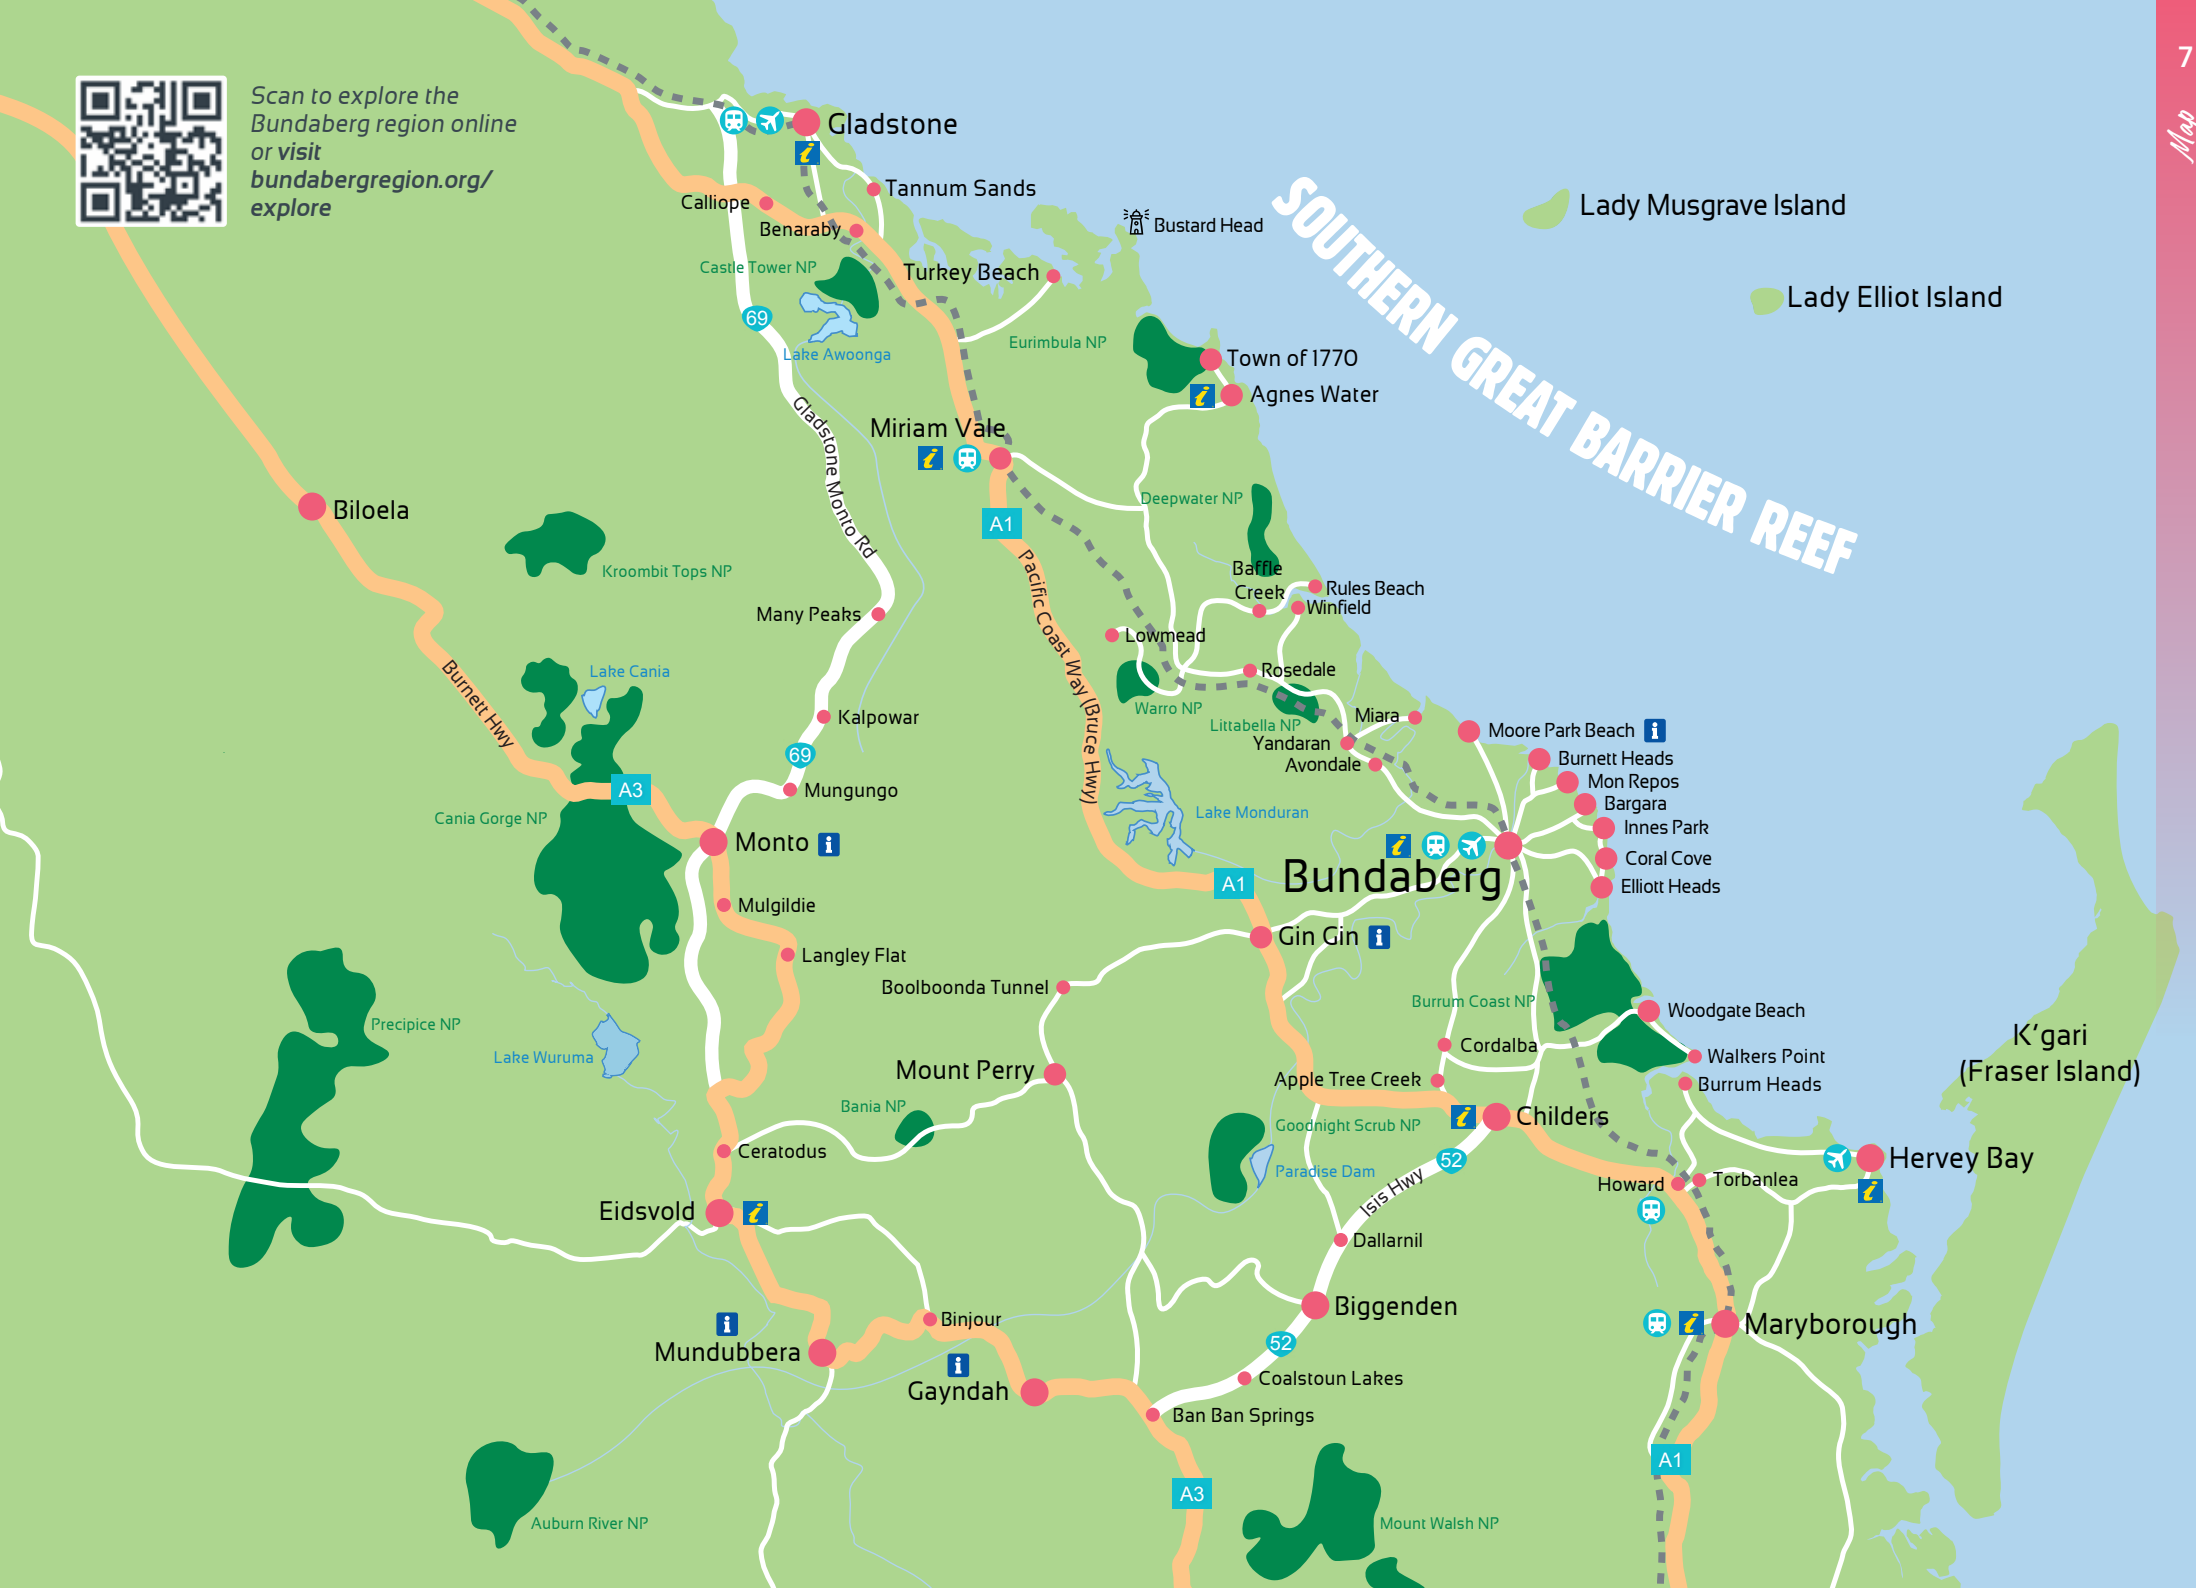 7
Map
Scan to explore the
Bundaberg region online
or visit
bundabergregion.org/
explore
Gladstone
Tannum Sands
Calliope
Benaraby
Bustard Head
Lady Musgrave Island
Castle Tower NP
Turkey Beach
Lady Elliot Island
SOUTHERN GREAT BARRIER REEF
69
Lake Awoonga
Eurimbula NP
Town of 1770
Agnes Water
Gladstone Monto Rd
Miriam Vale
Biloela
A1
Deepwater NP
Kroombit Tops NP
Pacific Coast Way (Bruce Hwy)
Baffle
Creek
Rules Beach
Winfield
Many Peaks
Lowmead
Rosedale
Burnett Hwy
Lake Cania
Warro NP
Littabella NP
Miara
Kalpowar
Moore Park Beach
Yandaran
Avondale
Burnett Heads
69
Mon Repos
A3
Mungungo
Bargara
Cania Gorge NP
Lake Monduran
Innes Park
Monto
Coral Cove
Bundaberg
A1
Elliott Heads
Mulgildie
Gin Gin
Langley Flat
Boolboonda Tunnel
Burrum Coast NP
Woodgate Beach
Precipice NP
K'gari
(Fraser Island)
Lake Wuruma
Cordalba
Walkers Point
Mount Perry
Apple Tree Creek
Burrum Heads
Bania NP
Goodnight Scrub NP
Childers
Ceratodus
52
Hervey Bay
Paradise Dam
Isis Hwy
Howard
Torbanlea
Eidsvold
Dallarnil
Biggenden
Binjour
Maryborough
Mundubbera
52
Gayndah
Coalstoun Lakes
Ban Ban Springs
A1
A3
Auburn River NP
Mount Walsh NP